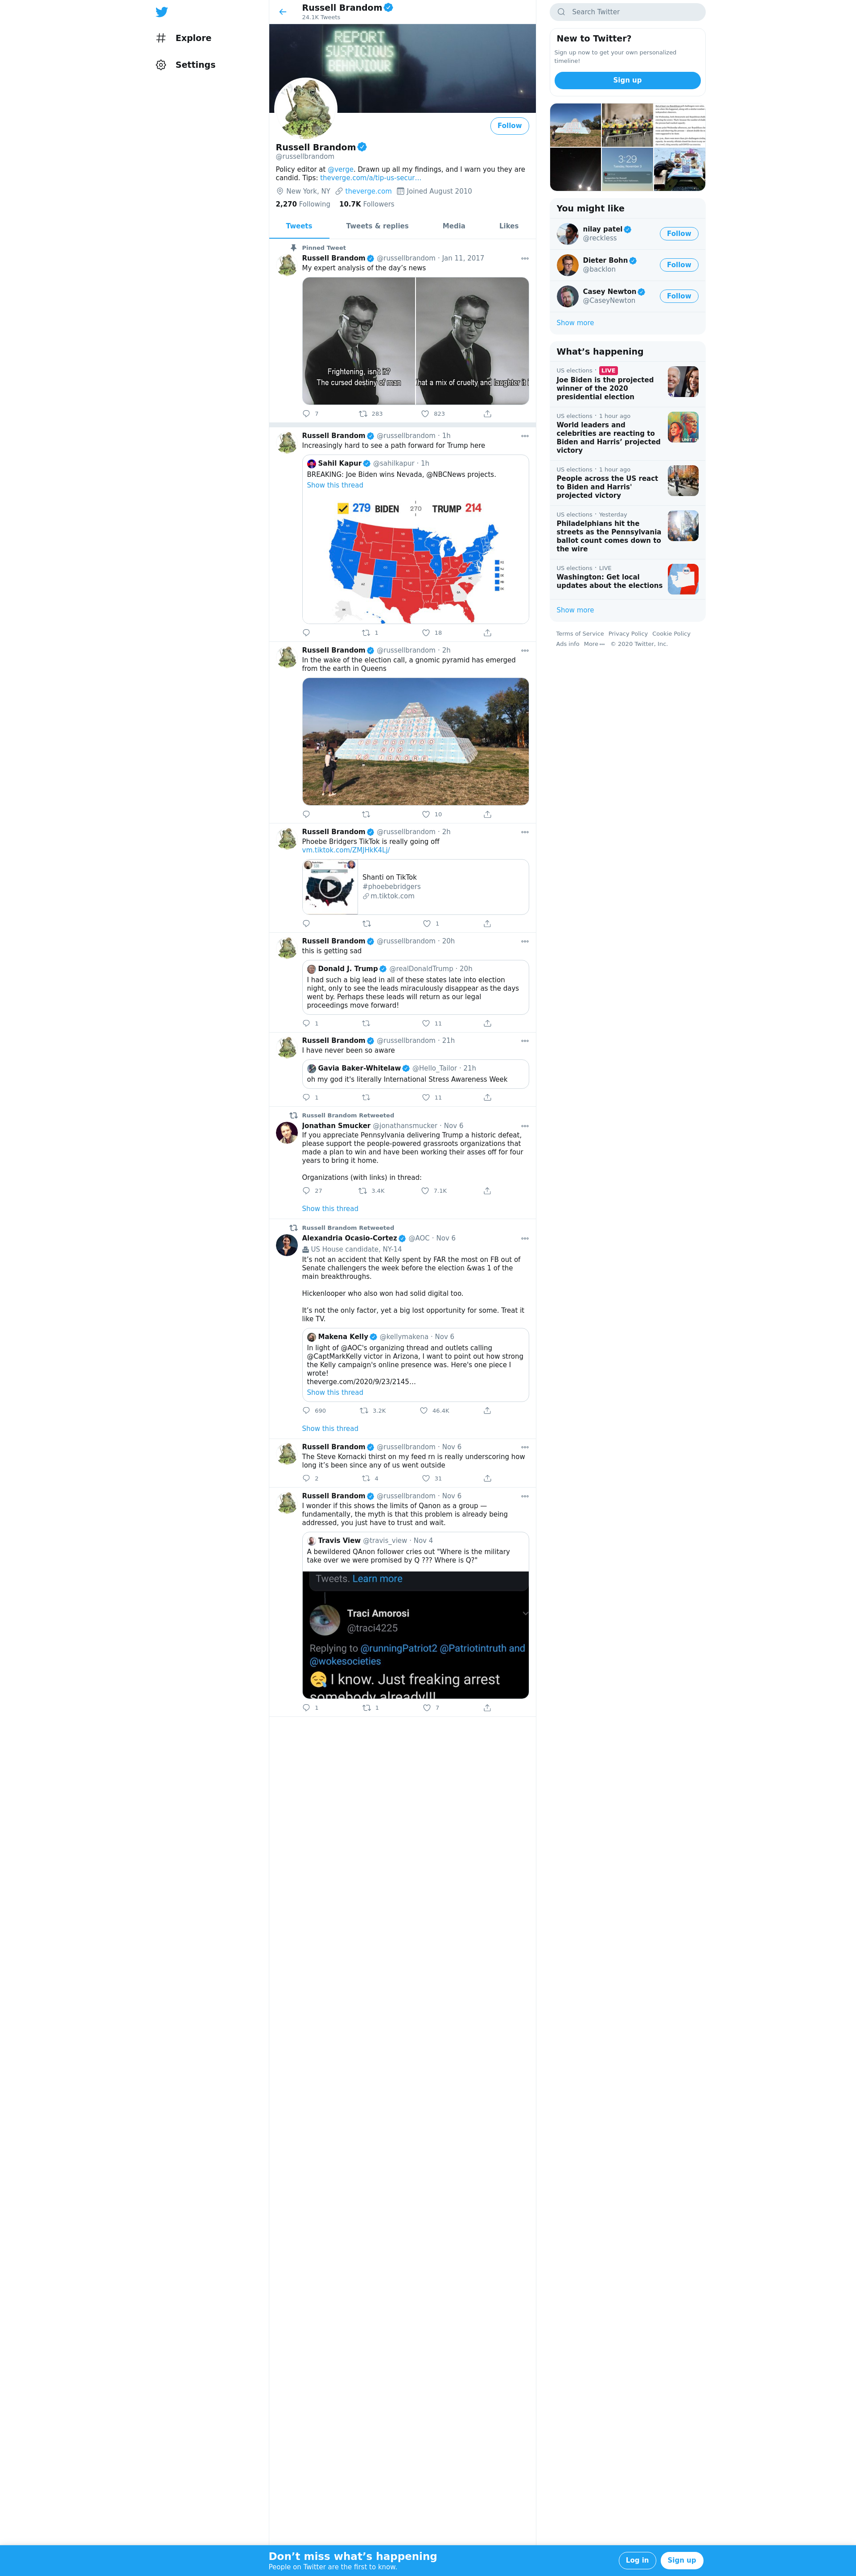 Explore
Settings
Russell Brandom
24.1K Tweets
REPORT
SUSPICIOUS
BEHAVIOUR
Follow
Russell Brandom
@russellbrandom
Policy editor at @verge. Drawn up all my findings, and I warn you they are
candid. Tips: theverge.com/a/tip-us-secur…
New York, NY theverge.com Joined August 2010
2,270 Following 10.7K Followers
Tweets Tweets & replies Media Likes
Pinned Tweet
Russell Brandom @russellbrandom · Jan 11, 2017
My expert analysis of the day’s news
Frightening, isn't it?
The cursed destiny of man
that a mix of cruelty and laughter it i
7 283 823
Russell Brandom @russellbrandom · 1h
Increasingly hard to see a path forward for Trump here
Sahil Kapur @sahilkapur · 1h
BREAKING: Joe Biden wins Nevada, @NBCNews projects.
Show this thread
279 BIDEN 270 TRUMP 214
1 18
Russell Brandom @russellbrandom · 2h
In the wake of the election call, a gnomic pyramid has emerged
from the earth in Queens
10
Russell Brandom @russellbrandom · 2h
Phoebe Bridgers TikTok is really going off
vm.tiktok.com/ZMJHkK4Lj/
Shanti on TikTok
#phoebebridgers
m.tiktok.com
1
Russell Brandom @russellbrandom · 20h
this is getting sad
Donald J. Trump @realDonaldTrump · 20h
I had such a big lead in all of these states late into election
night, only to see the leads miraculously disappear as the days
went by. Perhaps these leads will return as our legal
proceedings move forward!
1 11
Russell Brandom @russellbrandom · 21h
I have never been so aware
Gavia Baker-Whitelaw @Hello_Tailor · 21h
oh my god it's literally International Stress Awareness Week
1 11
Russell Brandom Retweeted
Jonathan Smucker @jonathansmucker · Nov 6
If you appreciate Pennsylvania delivering Trump a historic defeat,
please support the people-powered grassroots organizations that
made a plan to win and have been working their asses off for four
years to bring it home.
Organizations (with links) in thread:
27 3.4K 7.1K
Show this thread
Russell Brandom Retweeted
Alexandria Ocasio-Cortez @AOC · Nov 6
US House candidate, NY-14
It’s not an accident that Kelly spent by FAR the most on FB out of
Senate challengers the week before the election &was 1 of the
main breakthroughs.
Hickenlooper who also won had solid digital too.
It’s not the only factor, yet a big lost opportunity for some. Treat it
like TV.
Makena Kelly @kellymakena · Nov 6
In light of @AOC's organizing thread and outlets calling
@CaptMarkKelly victor in Arizona, I want to point out how strong
the Kelly campaign's online presence was. Here's one piece I
wrote!
theverge.com/2020/9/23/2145…
Show this thread
690 3.2K 46.4K
Show this thread
Russell Brandom @russellbrandom · Nov 6
The Steve Kornacki thirst on my feed rn is really underscoring how
long it’s been since any of us went outside
2 4 31
Russell Brandom @russellbrandom · Nov 6
I wonder if this shows the limits of Qanon as a group —
fundamentally, the myth is that this problem is already being
addressed, you just have to trust and wait.
Travis View @travis_view · Nov 4
A bewildered QAnon follower cries out "Where is the military
take over we were promised by Q ??? Where is Q?"
Tweets. Learn more
Traci Amorosi
@traci4225
Replying to @runningPatriot2 @Patriotintruth and
@wokesocieties
😪 I know. Just freaking arrest
somebody already!!!
1 1 7
Search Twitter
New to Twitter?
Sign up now to get your own personalized
timeline!
Sign up
3:29
You might like
nilay patel
@reckless
Follow
Dieter Bohn
@backlon
Follow
Casey Newton
@CaseyNewton
Follow
Show more
What’s happening
US elections · LIVE
Joe Biden is the projected
winner of the 2020
presidential election
US elections · 1 hour ago
World leaders and
celebrities are reacting to
Biden and Harris’ projected
victory
US elections · 1 hour ago
People across the US react
to Biden and Harris’
projected victory
US elections · Yesterday
Philadelphians hit the
streets as the Pennsylvania
ballot count comes down to
the wire
US elections · LIVE
Washington: Get local
updates about the elections
Show more
Terms of Service Privacy Policy Cookie Policy
Ads info More © 2020 Twitter, Inc.
Don’t miss what’s happening
People on Twitter are the first to know.
Log in
Sign up